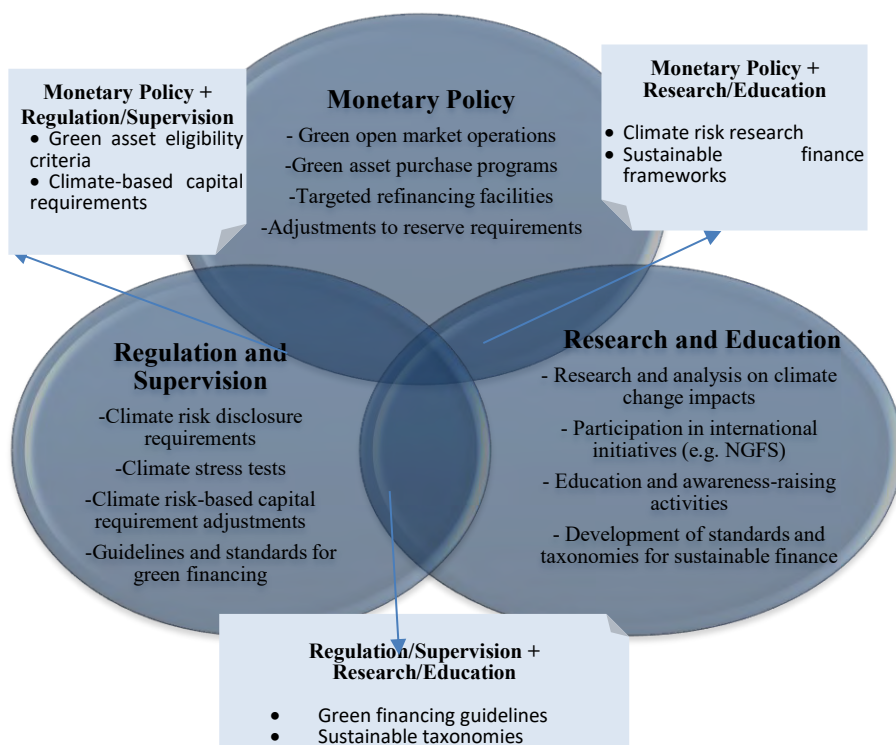 Monetary Policy +
Regulation/Supervision
• Green asset eligibility
criteria
• Climate-based capital
requirements
Monetary Policy
- Green open market operations
-Green asset purchase programs
-Targeted refinancing facilities
-Adjustments to reserve requirements
Monetary Policy +
Research/Education
• Climate risk research
• Sustainable finance
frameworks
Regulation and
Supervision
-Climate risk disclosure
requirements
-Climate stress tests
-Climate risk-based capital
requirement adjustments
-Guidelines and standards for
green financing
Research and Education
- Research and analysis on climate
change impacts
- Participation in international
initiatives (e.g. NGFS)
- Education and awareness-raising
activities
- Development of standards and
taxonomies for sustainable finance
Regulation/Supervision +
Research/Education
• Green financing guidelines
• Sustainable taxonomies